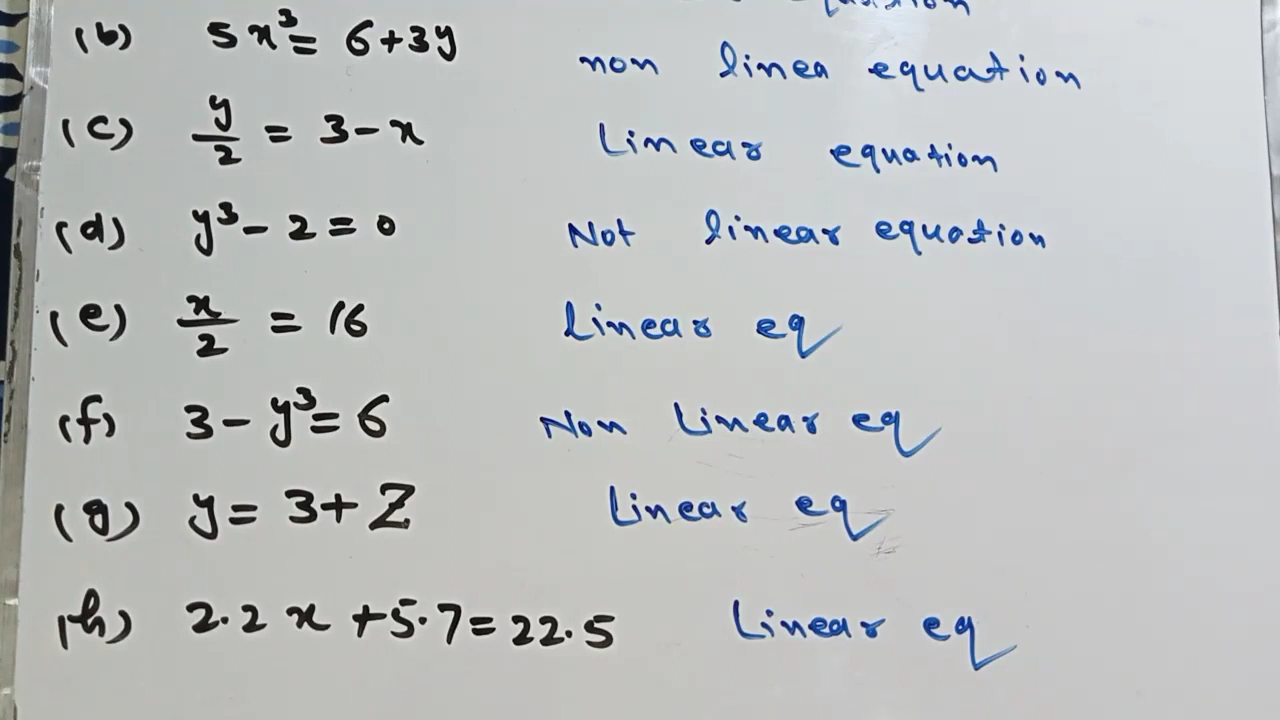 equation
(b) 5x³ = 6+3y non linea equation
(c) y/2 = 3-x Linear equation
(d) y³-2=0 Not linear equation
(e) x/2 = 16 linear eq
(f) 3-y³=6 Non Linear eq
(g) y=3+Z linear eq
(h) 2.2x+5.7=22.5 Linear eq